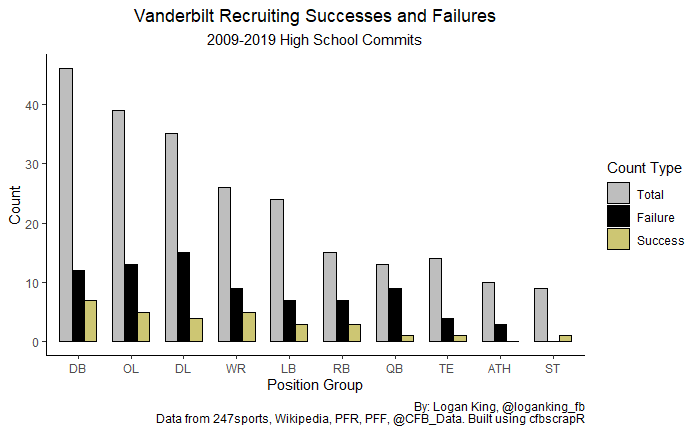 Vanderbilt Recruiting Successes and Failures
2009-2019 High School Commits
Count
40
30
20
10
0
DB OL DL WR LB RB QB TE ATH ST
Position Group
Count Type
Total
Failure
Success
By: Logan King, @loganking_fb
Data from 247sports, Wikipedia, PFR, PFF, @CFB_Data. Built using cfbscrapR